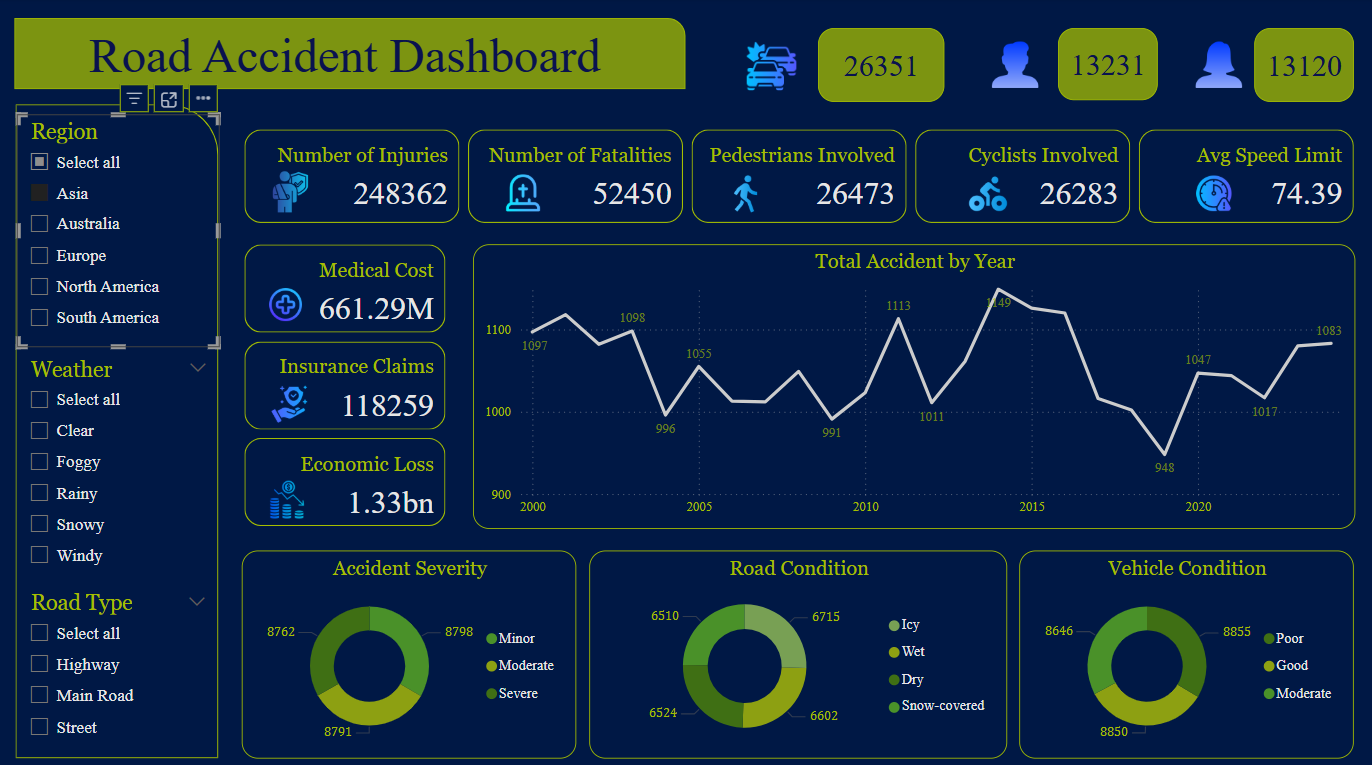 Road Accident Dashboard
26351
13231
13120
Region
Select all
Asia
Australia
Europe
North America
South America
Weather
Select all
Clear
Foggy
Rainy
Snowy
Windy
Road Type
Select all
Highway
Main Road
Street
Number of Injuries
248362
Number of Fatalities
52450
Pedestrians Involved
26473
Cyclists Involved
26283
Avg Speed Limit
74.39
Medical Cost
661.29M
Insurance Claims
118259
Economic Loss
1.33bn
Total Accident by Year
1100
1000
900
1097
1098
996
1055
991
1113
1011
1149
948
1047
1017
1083
2000
2005
2010
2015
2020
Accident Severity
8762
8798
8791
Minor
Moderate
Severe
Road Condition
6510
6715
6524
6602
Icy
Wet
Dry
Snow-covered
Vehicle Condition
8646
8855
8850
Poor
Good
Moderate